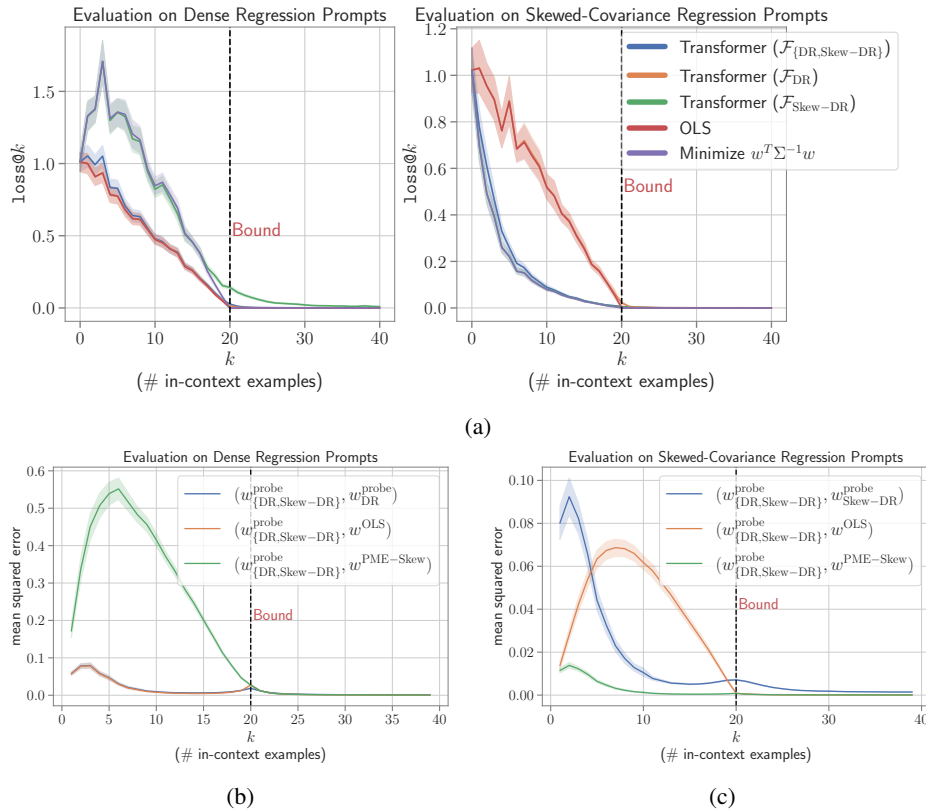 Evaluation on Dense Regression Prompts
1.5
1.0
0.5
0.0
loss@k
Bound
0 10 20 30 40
k
(# in-context examples)
Evaluation on Skewed-Covariance Regression Prompts
1.2
1.0
0.8
0.6
0.4
0.2
0.0
loss@k
Transformer (F_{DR,Skew−DR})
Transformer (F_DR)
Transformer (F_Skew−DR)
OLS
Minimize w^T Σ^{−1} w
Bound
0 10 20 30 40
k
(# in-context examples)
(a)
Evaluation on Dense Regression Prompts
0.6
0.5
0.4
0.3
0.2
0.1
0.0
mean squared error
(w^probe_{DR,Skew−DR}, w^probe_DR)
(w^probe_{DR,Skew−DR}, w^OLS)
(w^probe_{DR,Skew−DR}, w^PME−Skew)
Bound
0 5 10 15 20 25 30 35 40
k
(# in-context examples)
(b)
Evaluation on Skewed-Covariance Regression Prompts
0.10
0.08
0.06
0.04
0.02
0.00
mean squared error
(w^probe_{DR,Skew−DR}, w^probe_Skew−DR)
(w^probe_{DR,Skew−DR}, w^OLS)
(w^probe_{DR,Skew−DR}, w^PME−Skew)
Bound
0 10 20 30 40
k
(# in-context examples)
(c)